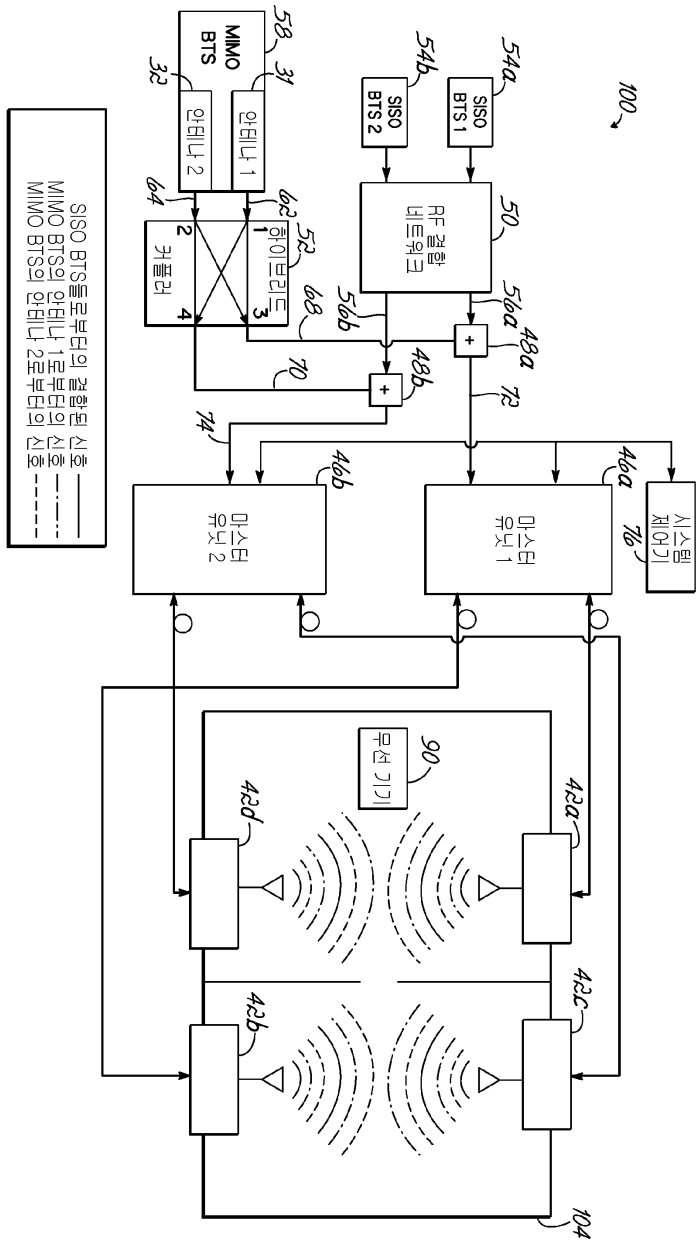 100
54a
SISO
BTS 1
54b
SISO
BTS 2
50
RF 결합
네트워크
56a
56b
48a
+
48b
+
72
74
58
MIMO
BTS
31
안테나 1
32
안테나 2
62
64
52
하이브리드
커플러
1
2
3
4
68
70
시스템
제어기
76
46a
마스터
유닛 1
46b
마스터
유닛 2
42a
42c
90
무선 기기
42d
42b
104
SISO BTS들로부터의 결합된 신호
MIMO BTS의 안테나 1로부터의 신호
MIMO BTS의 안테나 2로부터의 신호